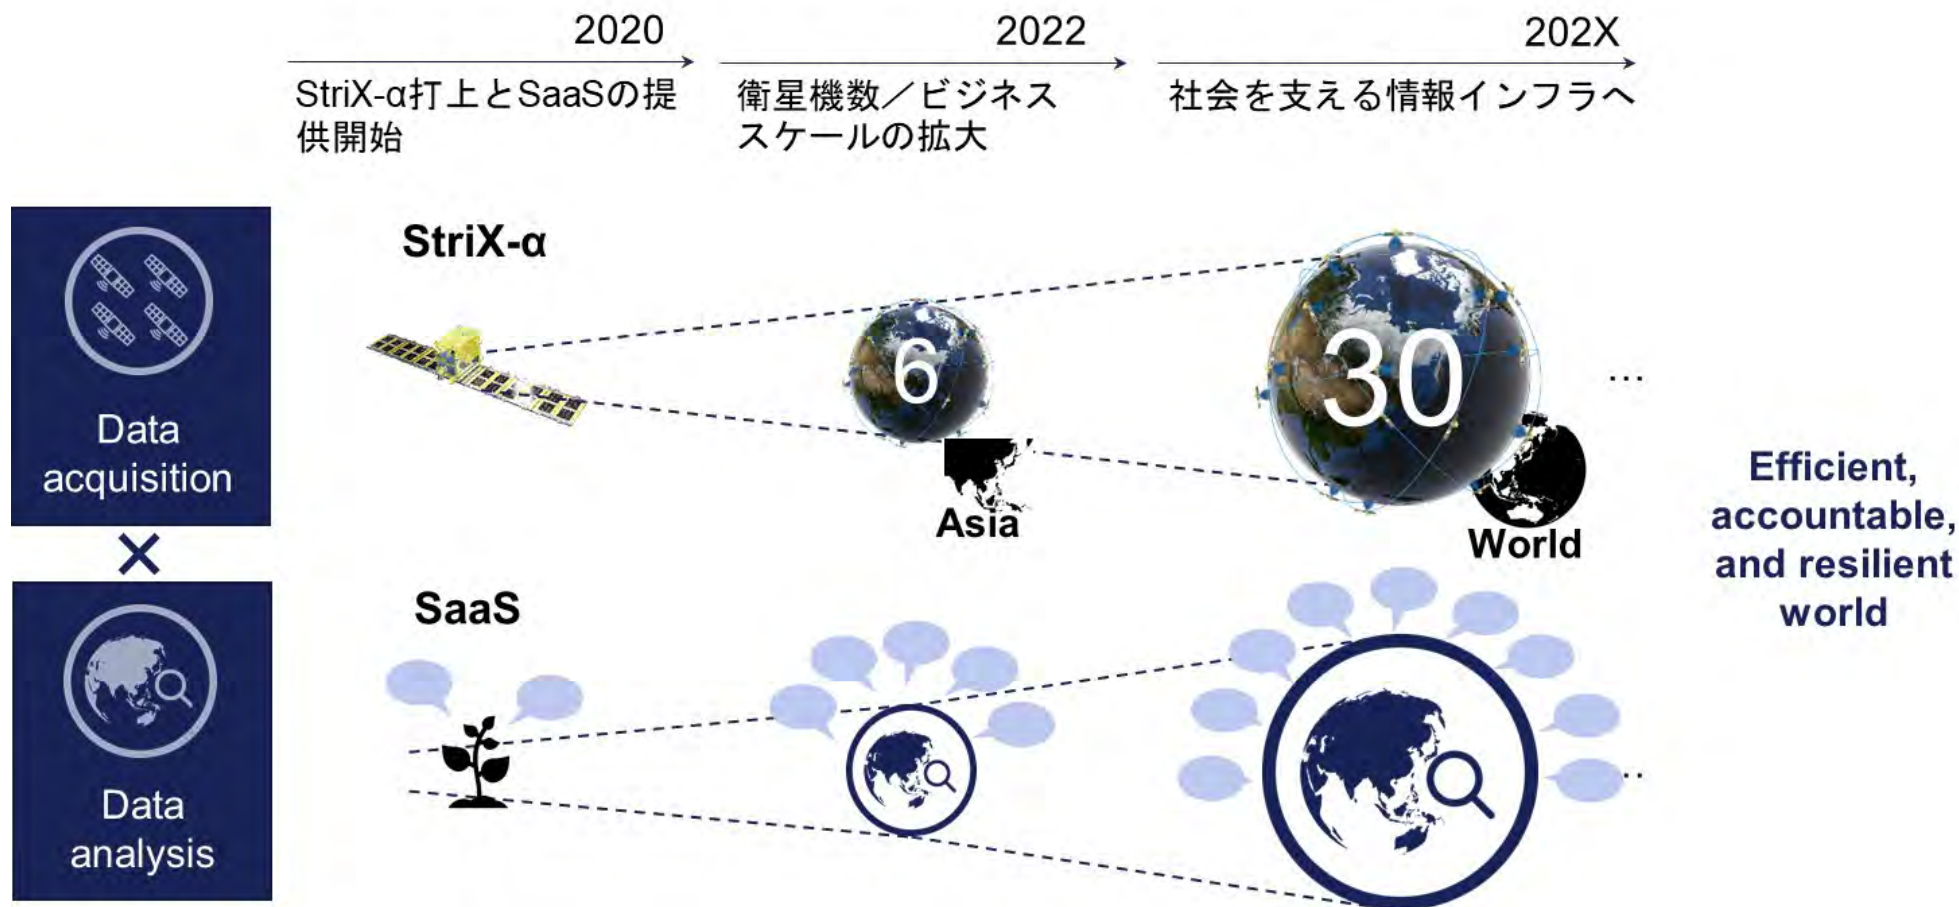 2020
StriX-α打上とSaaSの提
供開始
2022
衛星機数／ビジネス
スケールの拡大
202X
社会を支える情報インフラへ
Data
acquisition
×
Data
analysis
StriX-α
6
Asia
30
World
...
SaaS
...
Efficient,
accountable,
and resilient
world